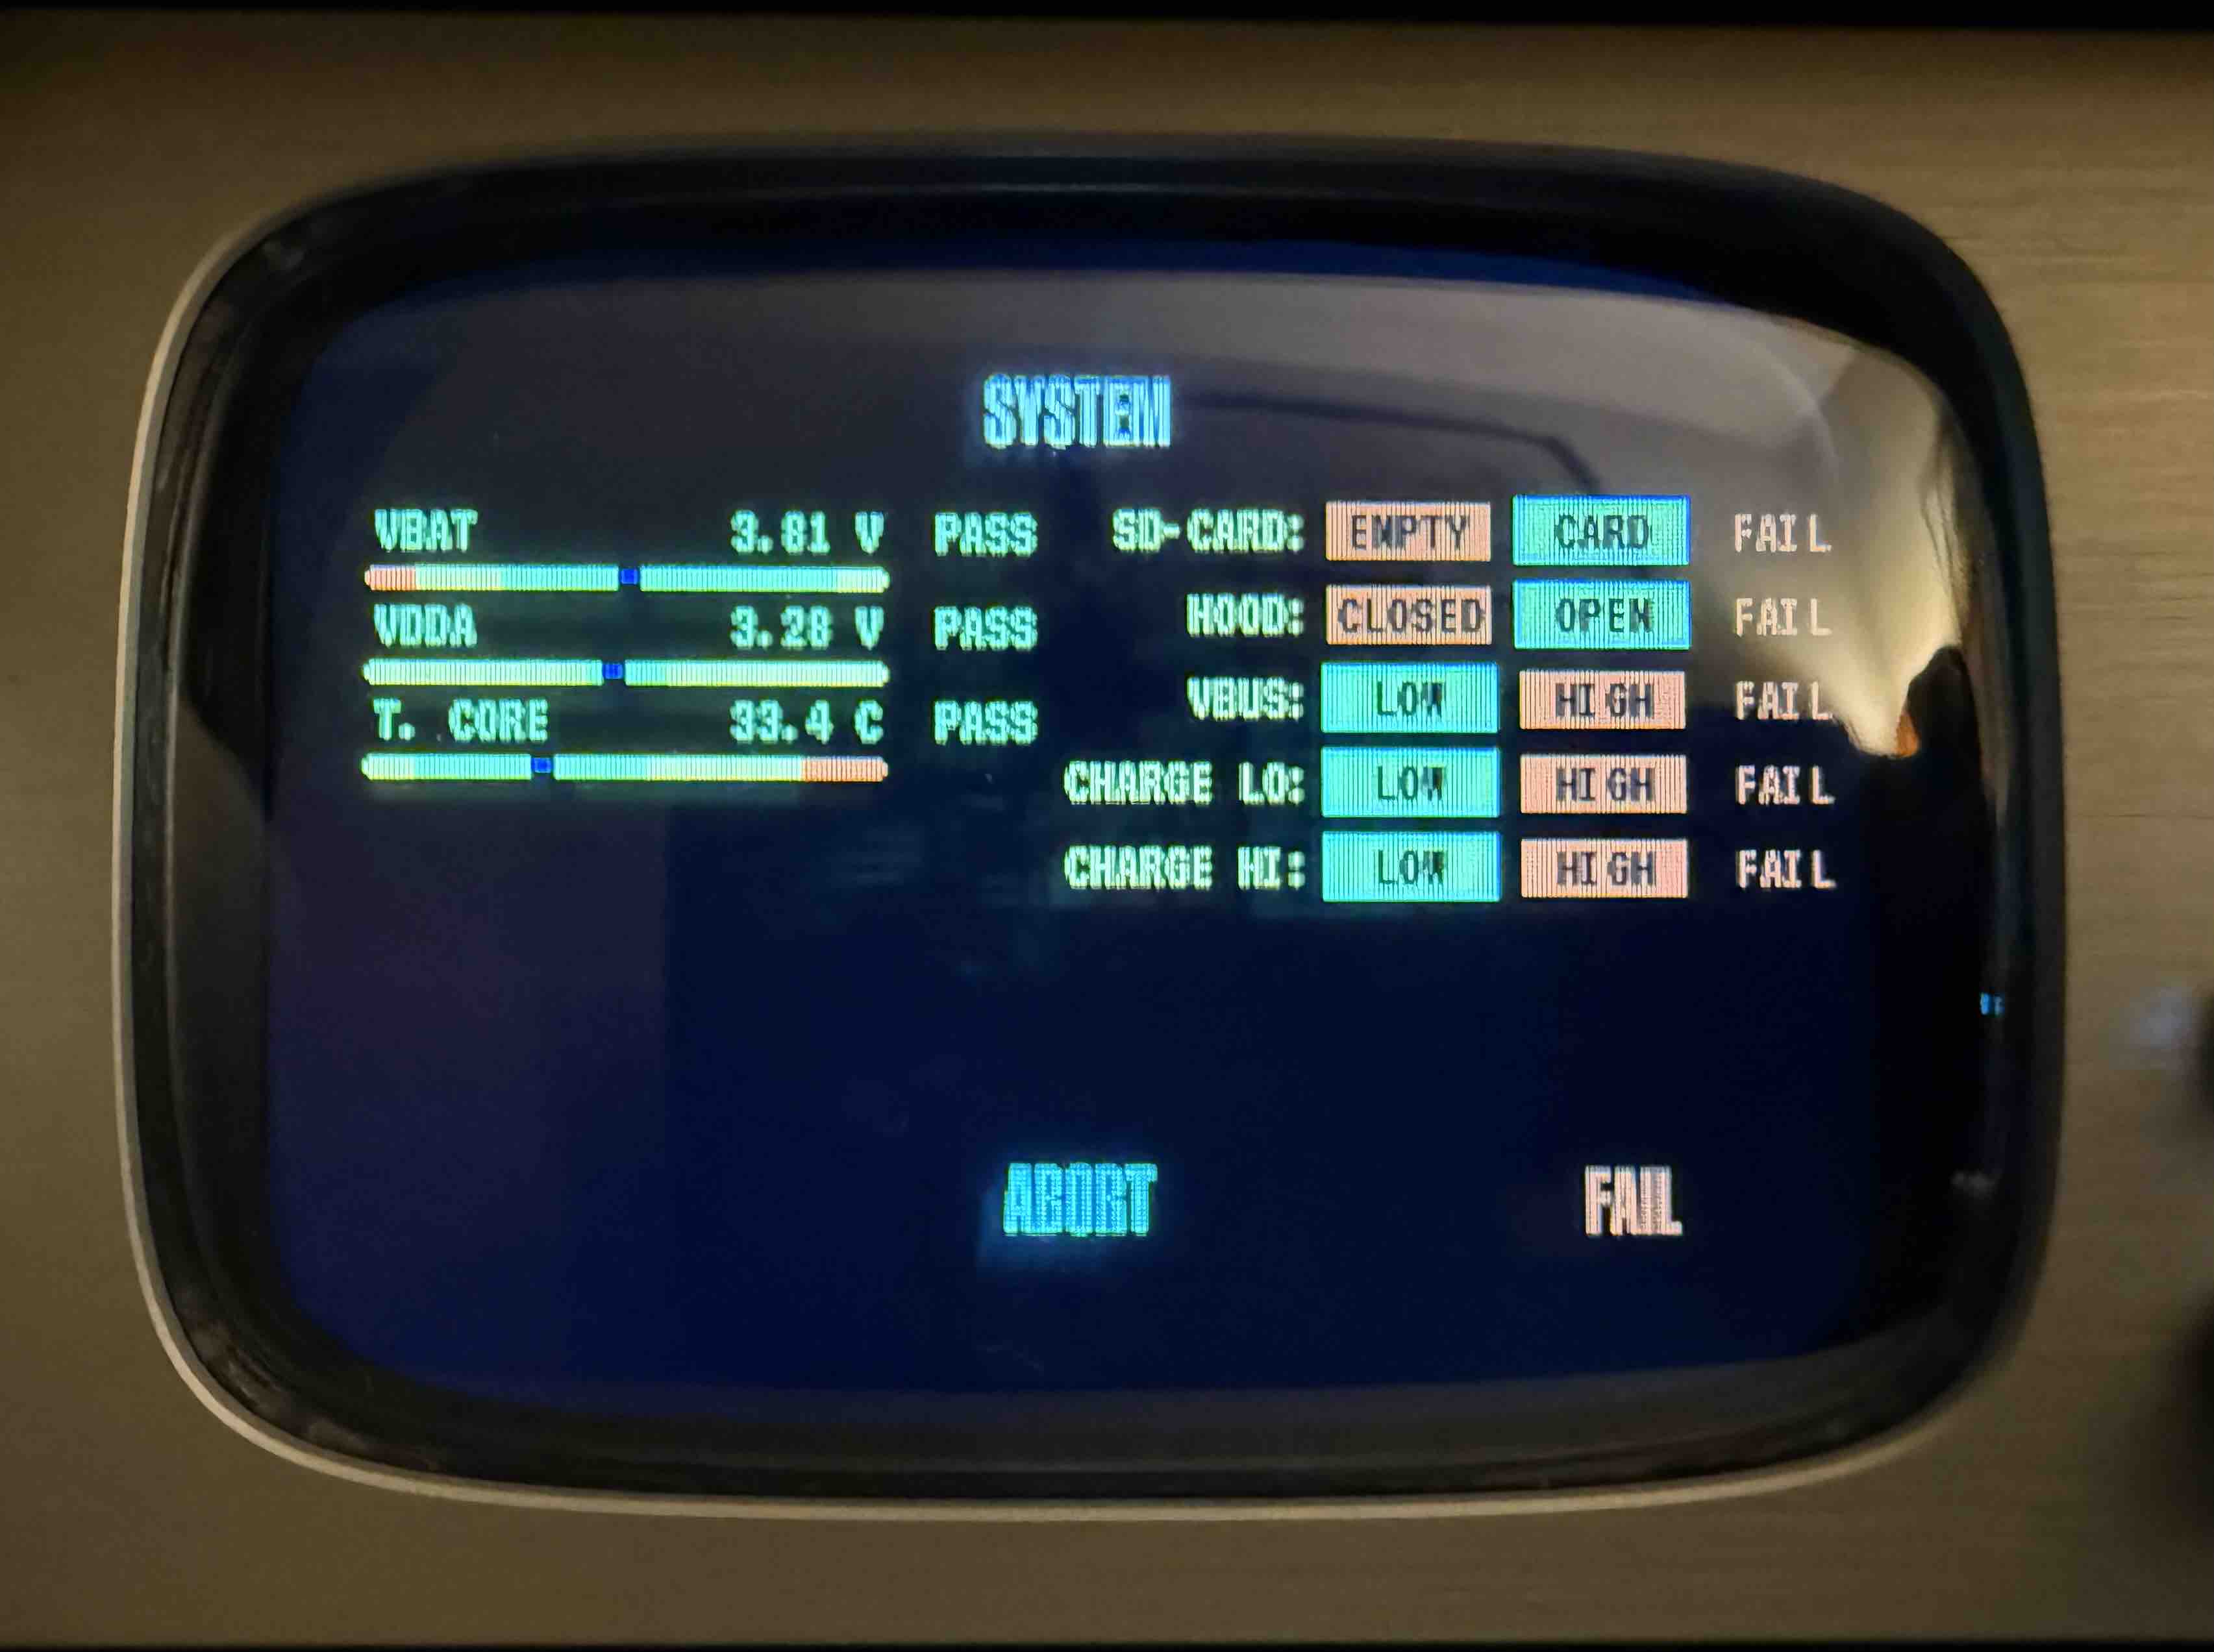 SYSTEM
VBAT 3.81 V PASS
VDDA 3.28 V PASS
T. CORE 33.4 C PASS
SD-CARD: EMPTY CARD FAIL
HOOD: CLOSED OPEN FAIL
VBUS: LOW HIGH FAIL
CHARGE LO: LOW HIGH FAIL
CHARGE HI: LOW HIGH FAIL
ABORT FAIL